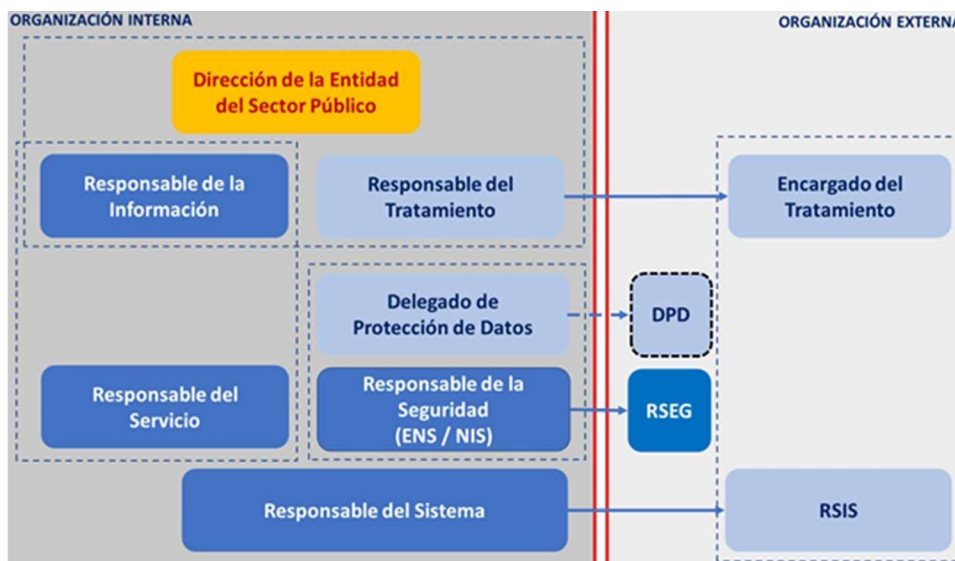 ORGANIZACIÓN INTERNA
ORGANIZACIÓN EXTERNA
Dirección de la Entidad
del Sector Público
Responsable de la
Información
Responsable del
Tratamiento
Encargado del
Tratamiento
Delegado de
Protección de Datos
DPD
Responsable del
Servicio
Responsable de la
Seguridad
(ENS / NIS)
RSEG
Responsable del Sistema
RSIS